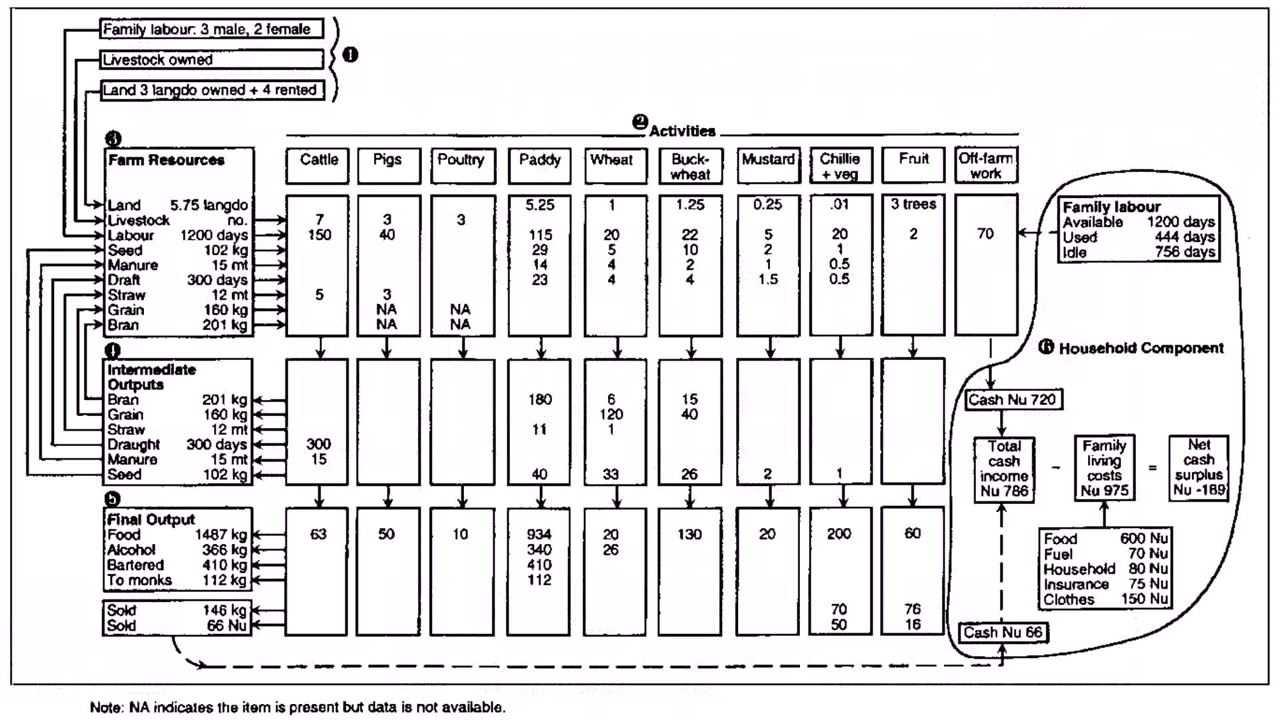 Family labour: 3 male, 2 female
Livestock owned
Land 3 langdo owned + 4 rented
❶
❷ Activities
❸
Farm Resources Cattle Pigs Poultry Paddy Wheat Buck-wheat Mustard Chillie + veg Fruit Off-farm work
Land 5.75 langdo 5.25 1 1.25 0.25 .01 3 trees
Livestock no. 7 3 3
Labour 1200 days 150 40 115 20 22 5 20 2 70
Seed 102 kg 29 5 10 2 1
Manure 15 mt 14 4 2 1 0.5
Draft 300 days 23 4 4 1.5 0.5
Straw 12 mt 5 3
Grain 160 kg NA NA
Bran 201 kg NA NA
Family labour
Available 1200 days
Used 444 days
Idle 756 days
❹
Intermediate
Outputs
Bran 201 kg 180 6 15
Grain 160 kg 120 40
Straw 12 mt 11 1
Draught 300 days 300
Manure 15 mt 15
Seed 102 kg 40 33 26 2 1
❺
Final Output
Food 1487 kg 63 50 10 934 20 130 20 200 60
Alcohol 366 kg 340 26
Bartered 410 kg 410
To monks 112 kg 112
Sold 146 kg 70 76
Sold 66 Nu 50 16
❻ Household Component
Cash Nu 720
Total
cash
income
Nu 786
-
Family
living
costs
Nu 975
=
Net
cash
surplus
Nu -189
Food 600 Nu
Fuel 70 Nu
Household 80 Nu
Insurance 75 Nu
Clothes 150 Nu
Cash Nu 66
Note: NA indicates the item is present but data is not available.